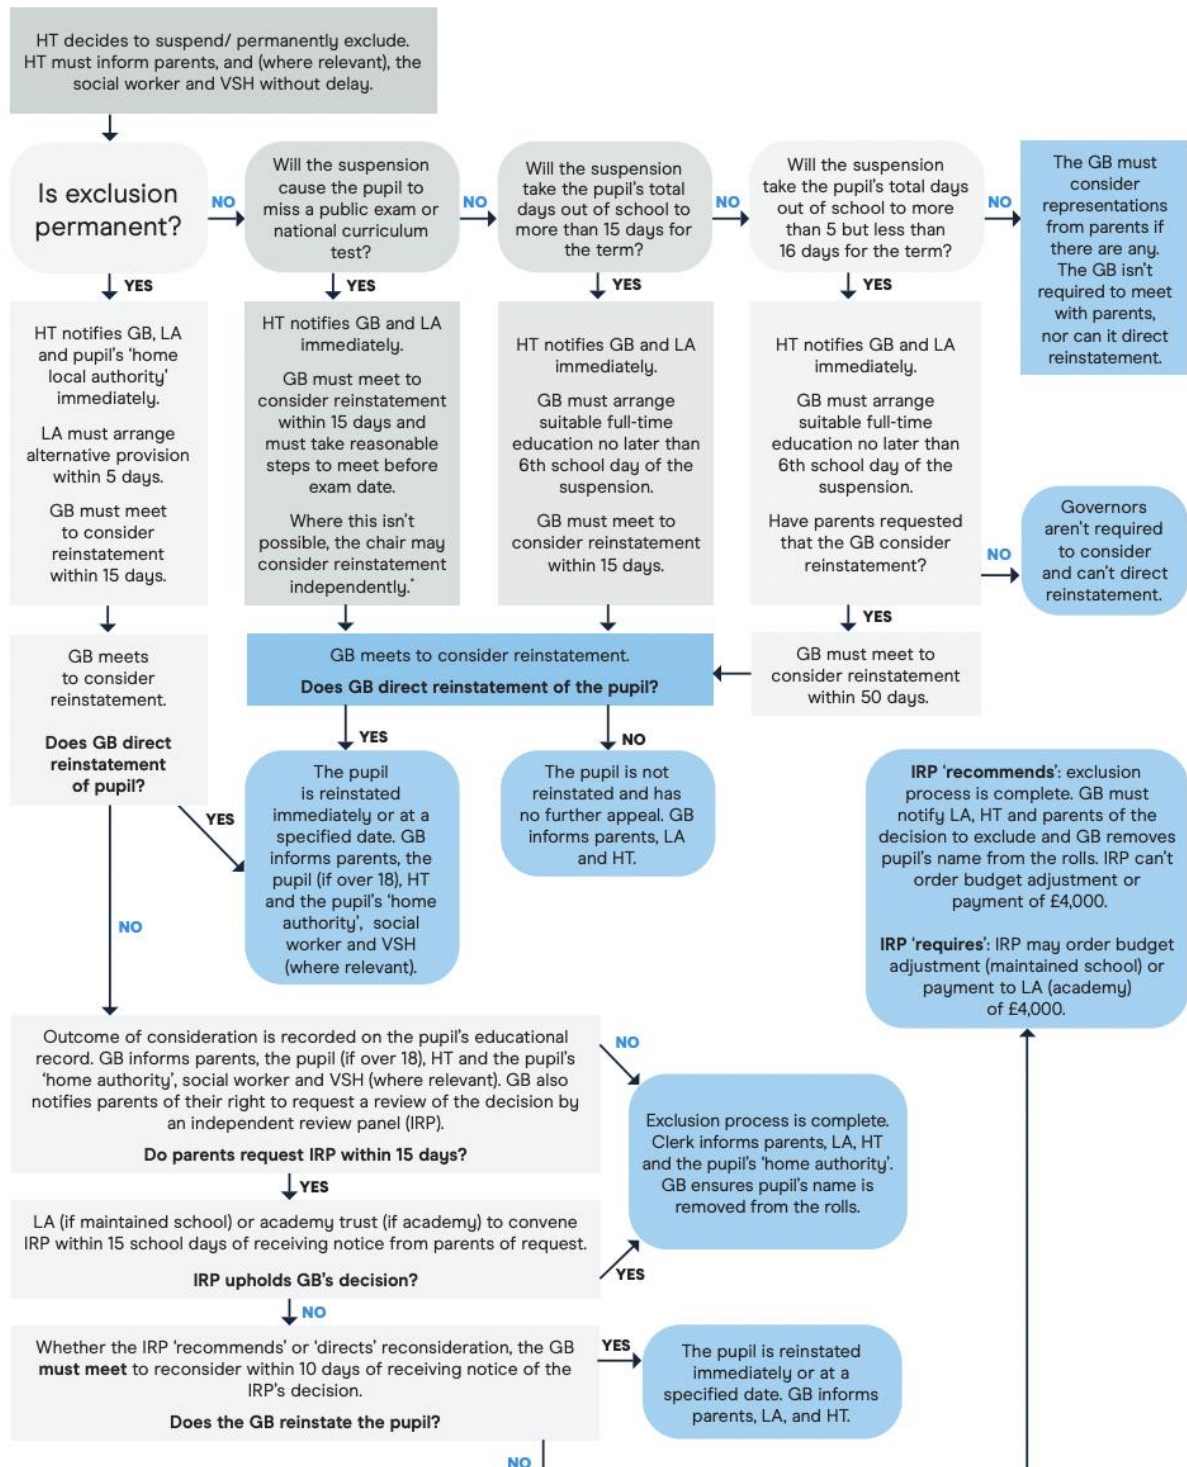 HT decides to suspend/ permanently exclude.
HT must inform parents, and (where relevant), the
social worker and VSH without delay.
Is exclusion
permanent?
NO
Will the suspension
cause the pupil to
miss a public exam or
national curriculum
test?
NO
Will the suspension
take the pupil's total
days out of school to
more than 15 days for
the term?
NO
Will the suspension
take the pupil's total days
out of school to more
than 5 but less than
16 days for the term?
NO
The GB must
consider
representations
from parents if
there are any.
The GB isn't
required to meet
with parents,
nor can it direct
reinstatement.
YES
YES
YES
YES
HT notifies GB, LA
and pupil's 'home
local authority'
immediately.
LA must arrange
alternative provision
within 5 days.
GB must meet
to consider
reinstatement
within 15 days.
HT notifies GB and LA
immediately.
GB must meet to
consider reinstatement
within 15 days and
must take reasonable
steps to meet before
exam date.
Where this isn't
possible, the chair may
consider reinstatement
independently.*
HT notifies GB and LA
immediately.
GB must arrange
suitable full-time
education no later than
6th school day of the
suspension.
GB must meet to
consider reinstatement
within 15 days.
HT notifies GB and LA
immediately.
GB must arrange
suitable full-time
education no later than
6th school day of the
suspension.
Have parents requested
that the GB consider
reinstatement?
NO
Governors
aren't required
to consider
and can't direct
reinstatement.
YES
GB meets
to consider
reinstatement.
Does GB direct
reinstatement
of pupil?
GB meets to consider reinstatement.
Does GB direct reinstatement of the pupil?
GB must meet to
consider reinstatement
within 50 days.
YES
NO
YES
The pupil
is reinstated
immediately or at a
specified date. GB
informs parents, the
pupil (if over 18), HT
and the pupil's 'home
authority', social
worker and VSH
(where relevant).
The pupil is not
reinstated and has
no further appeal. GB
informs parents, LA
and HT.
IRP 'recommends': exclusion
process is complete. GB must
notify LA, HT and parents of the
decision to exclude and GB removes
pupil's name from the rolls. IRP can't
order budget adjustment or
payment of £4,000.
IRP 'requires': IRP may order budget
adjustment (maintained school) or
payment to LA (academy)
of £4,000.
NO
Outcome of consideration is recorded on the pupil's educational
record. GB informs parents, the pupil (if over 18), HT and the pupil's
'home authority', social worker and VSH (where relevant). GB also
notifies parents of their right to request a review of the decision by
an independent review panel (IRP).
Do parents request IRP within 15 days?
NO
Exclusion process is complete.
Clerk informs parents, LA, HT
and the pupil's 'home authority'.
GB ensures pupil's name is
removed from the rolls.
YES
LA (if maintained school) or academy trust (if academy) to convene
IRP within 15 school days of receiving notice from parents of request.
IRP upholds GB's decision?
YES
NO
Whether the IRP 'recommends' or 'directs' reconsideration, the GB
must meet to reconsider within 10 days of receiving notice of the
IRP's decision.
Does the GB reinstate the pupil?
YES
The pupil is reinstated
immediately or at a
specified date. GB informs
parents, LA, and HT.
NO